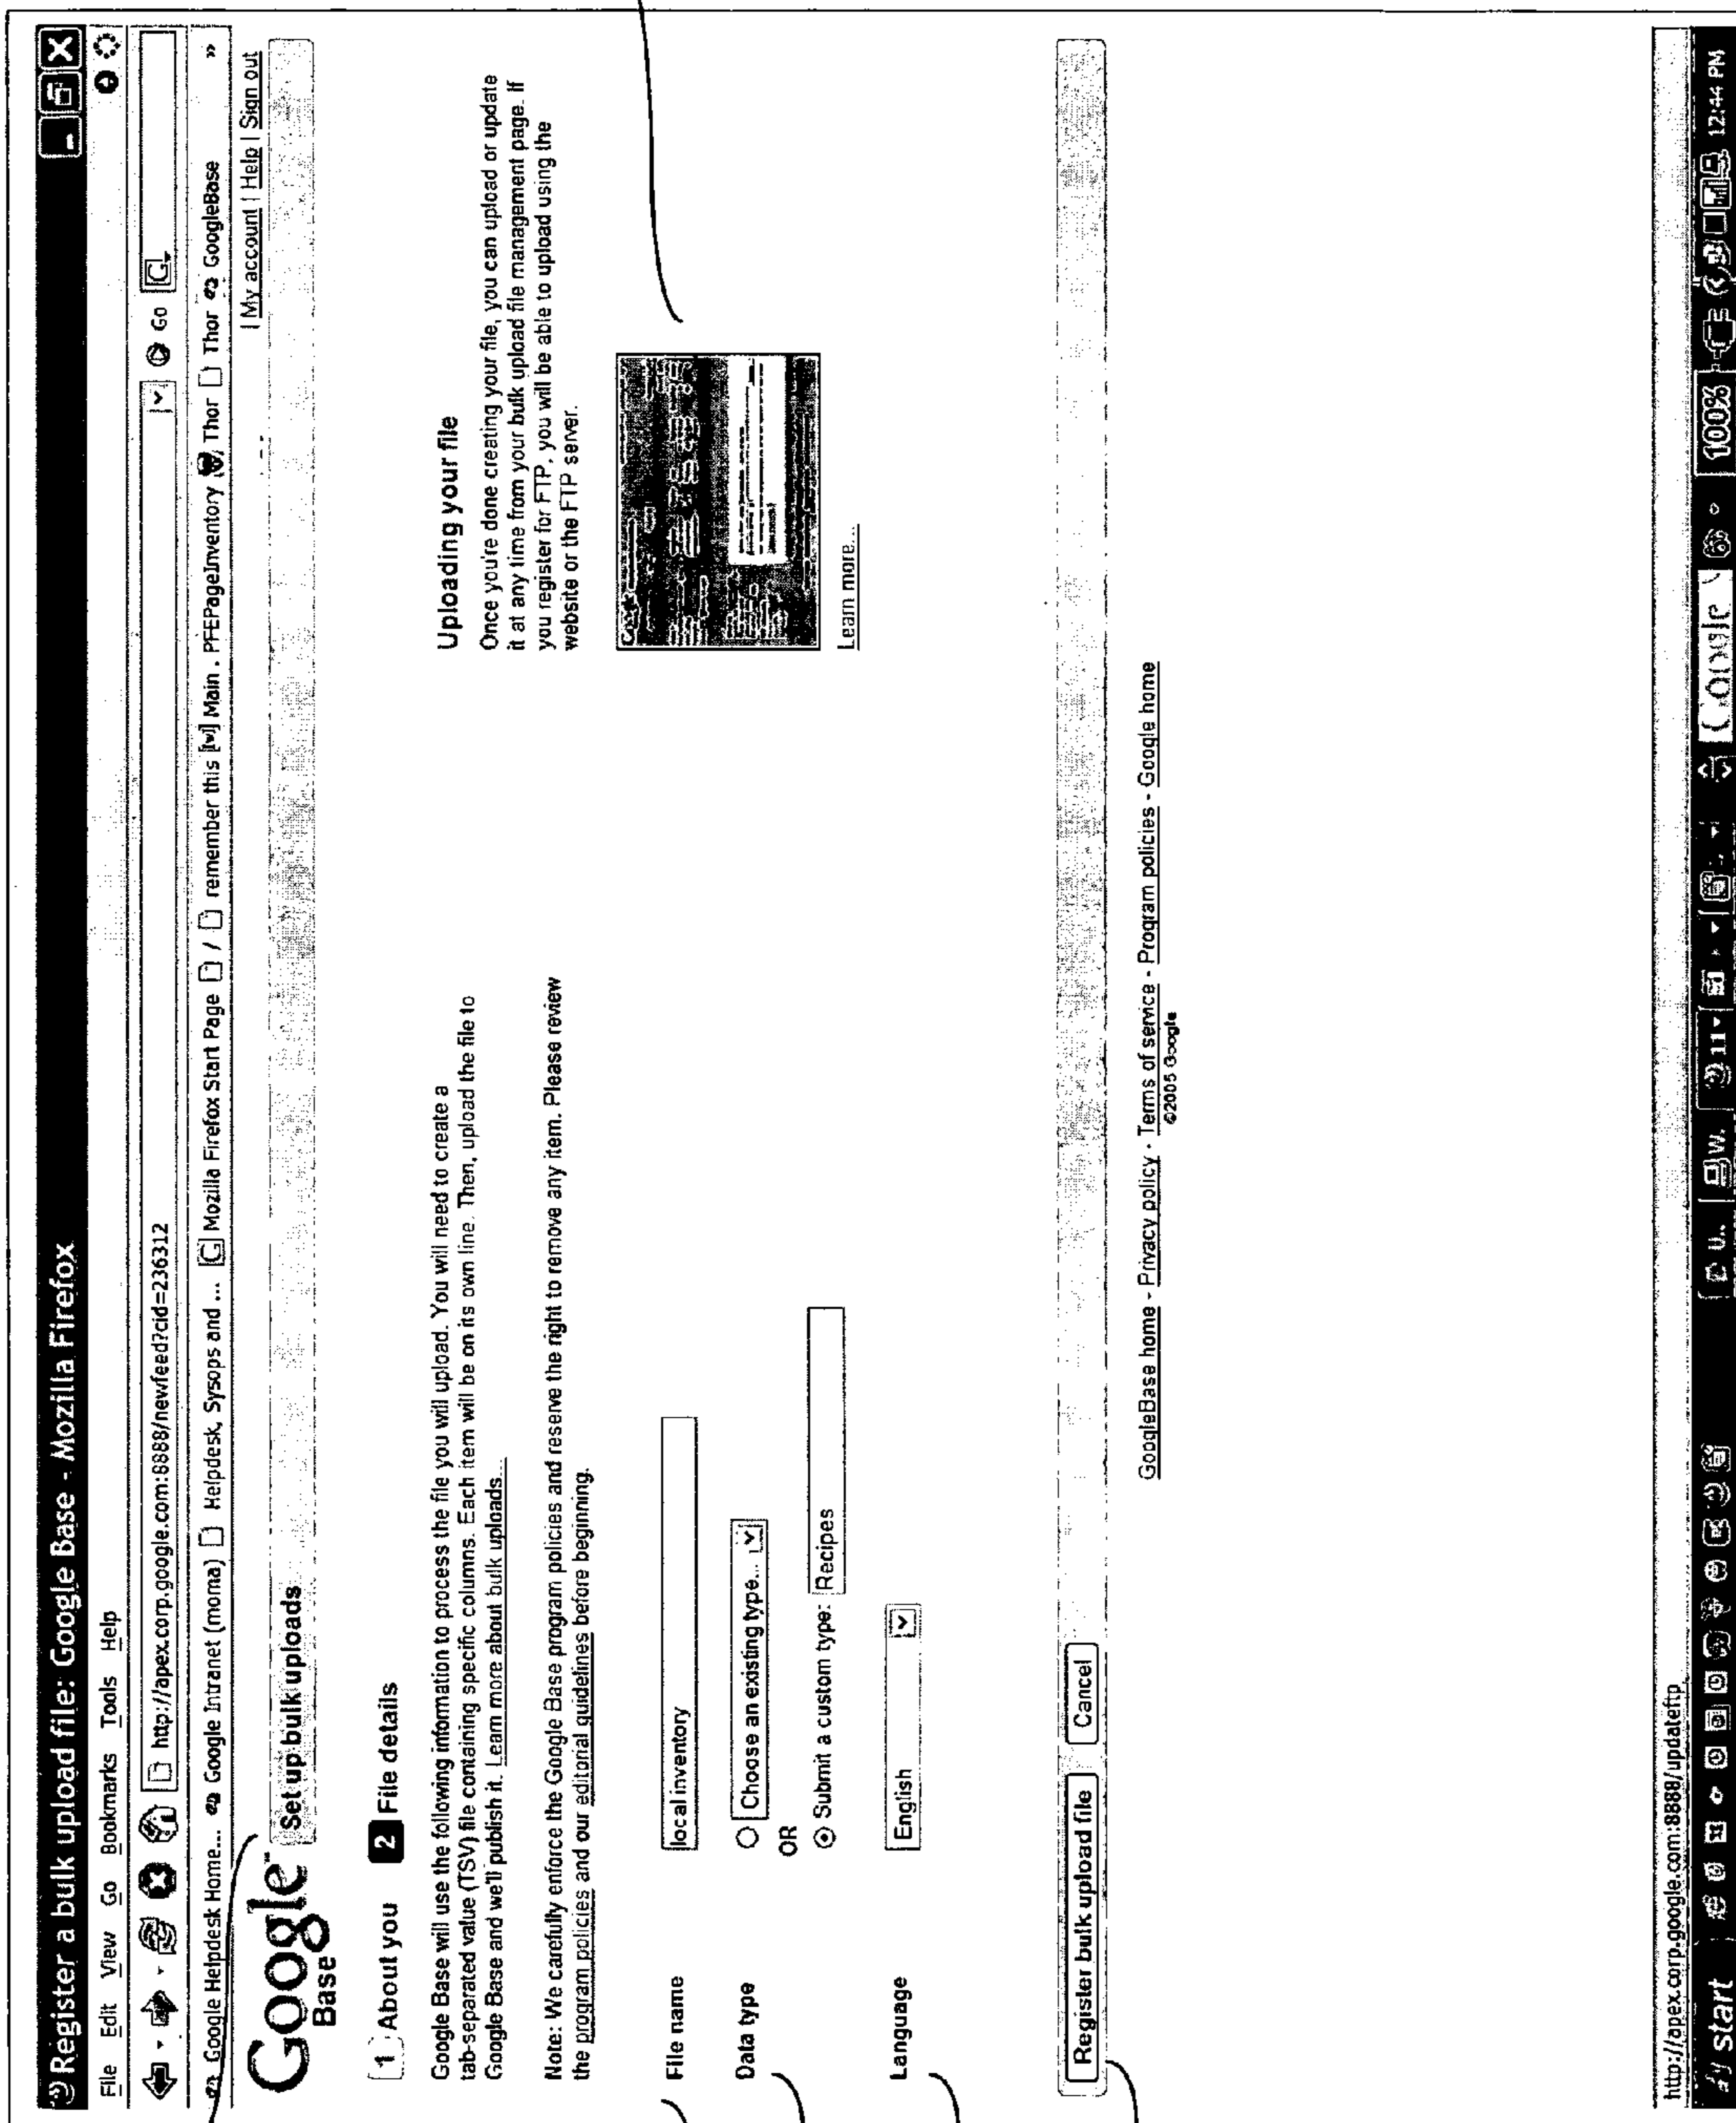 Register a bulk upload file: Google Base - Mozilla Firefox
File Edit View Go Bookmarks Tools Help
http://apex.corp.google.com:8888/newfeed?cid=236312
Go
Google Helpdesk Home... Google Intranet (moma) Helpdesk, Sysops and ... Mozilla Firefox Start Page / remember this Main . PFEPageInventory Thor Thor GoogleBase »
| My account | Help | Sign out
Google Base
Set up bulk uploads
1 About you 2 File details
Google Base will use the following information to process the file you will upload. You will need to create a
tab-separated value (TSV) file containing specific columns. Each item will be on its own line. Then, upload the file to
Google Base and we'll publish it. Learn more about bulk uploads...
Note: We carefully enforce the Google Base program policies and reserve the right to remove any item. Please review
the program policies and our editorial guidelines before beginning.
File name local inventory
Data type Choose an existing type...
OR
Submit a custom type: Recipes
Language English
Uploading your file
Once you're done creating your file, you can upload or update
it at any time from your bulk upload file management page. If
you register for FTP, you will be able to upload using the
website or the FTP server.
Learn more...
Register bulk upload file Cancel
GoogleBase home - Privacy policy - Terms of service - Program policies - Google home
©2005 Google
http://apex.corp.google.com:8888/updateftp
start U. W. 11 Google 100% 12:44 PM